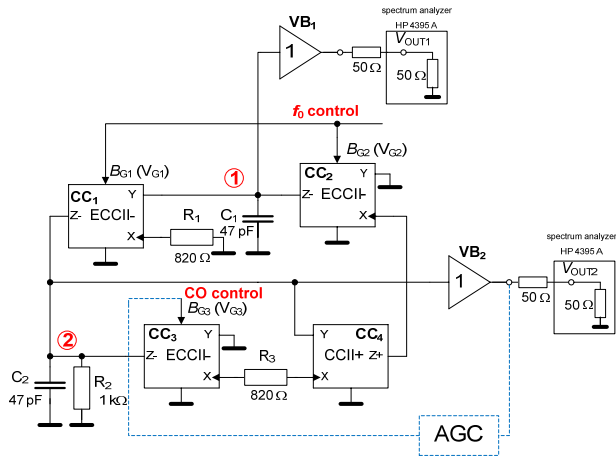 spectrum analyzer
HP 4395 A
VB1
1
VOUT1
50 Ω
50 Ω
f0 control
BG1 (VG1)
1
BG2 (VG2)
CC1
Y
Z- ECCII-
X
R1
820 Ω
C1
47 pF
CC2
Y
Z- ECCII-
X
spectrum analyzer
HP 4395 A
VB2
1
VOUT2
50 Ω
50 Ω
CO control
BG3 (VG3)
2
CC3
Y
Z- ECCII-
X
R3
820 Ω
CC4
Y
CCII+ Z+
X
C2
47 pF
R2
1 kΩ
AGC